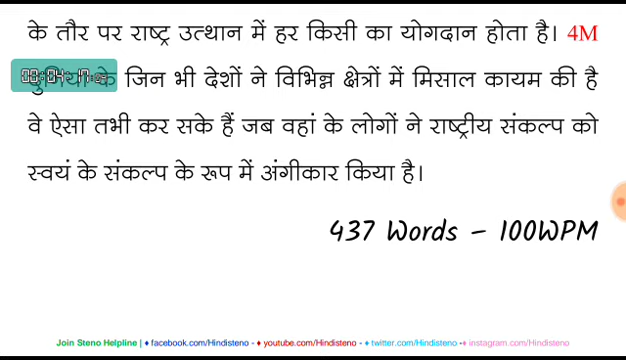 के तौर पर राष्ट्र उत्थान में हर किसी का योगदान होता है। 4M
के जिन भी देशों ने विभिन्न क्षेत्रों में मिसाल कायम की है
वे ऐसा तभी कर सके हैं जब वहां के लोगों ने राष्ट्रीय संकल्प को
स्वयं के संकल्प के रूप में अंगीकार किया है।
437 Words – 100WPM
Join Steno Helpline | ♦ facebook.com/Hindisteno - ♦ youtube.com/Hindisteno - ♦ twitter.com/Hindisteno -♦ instagram.com/Hindisteno